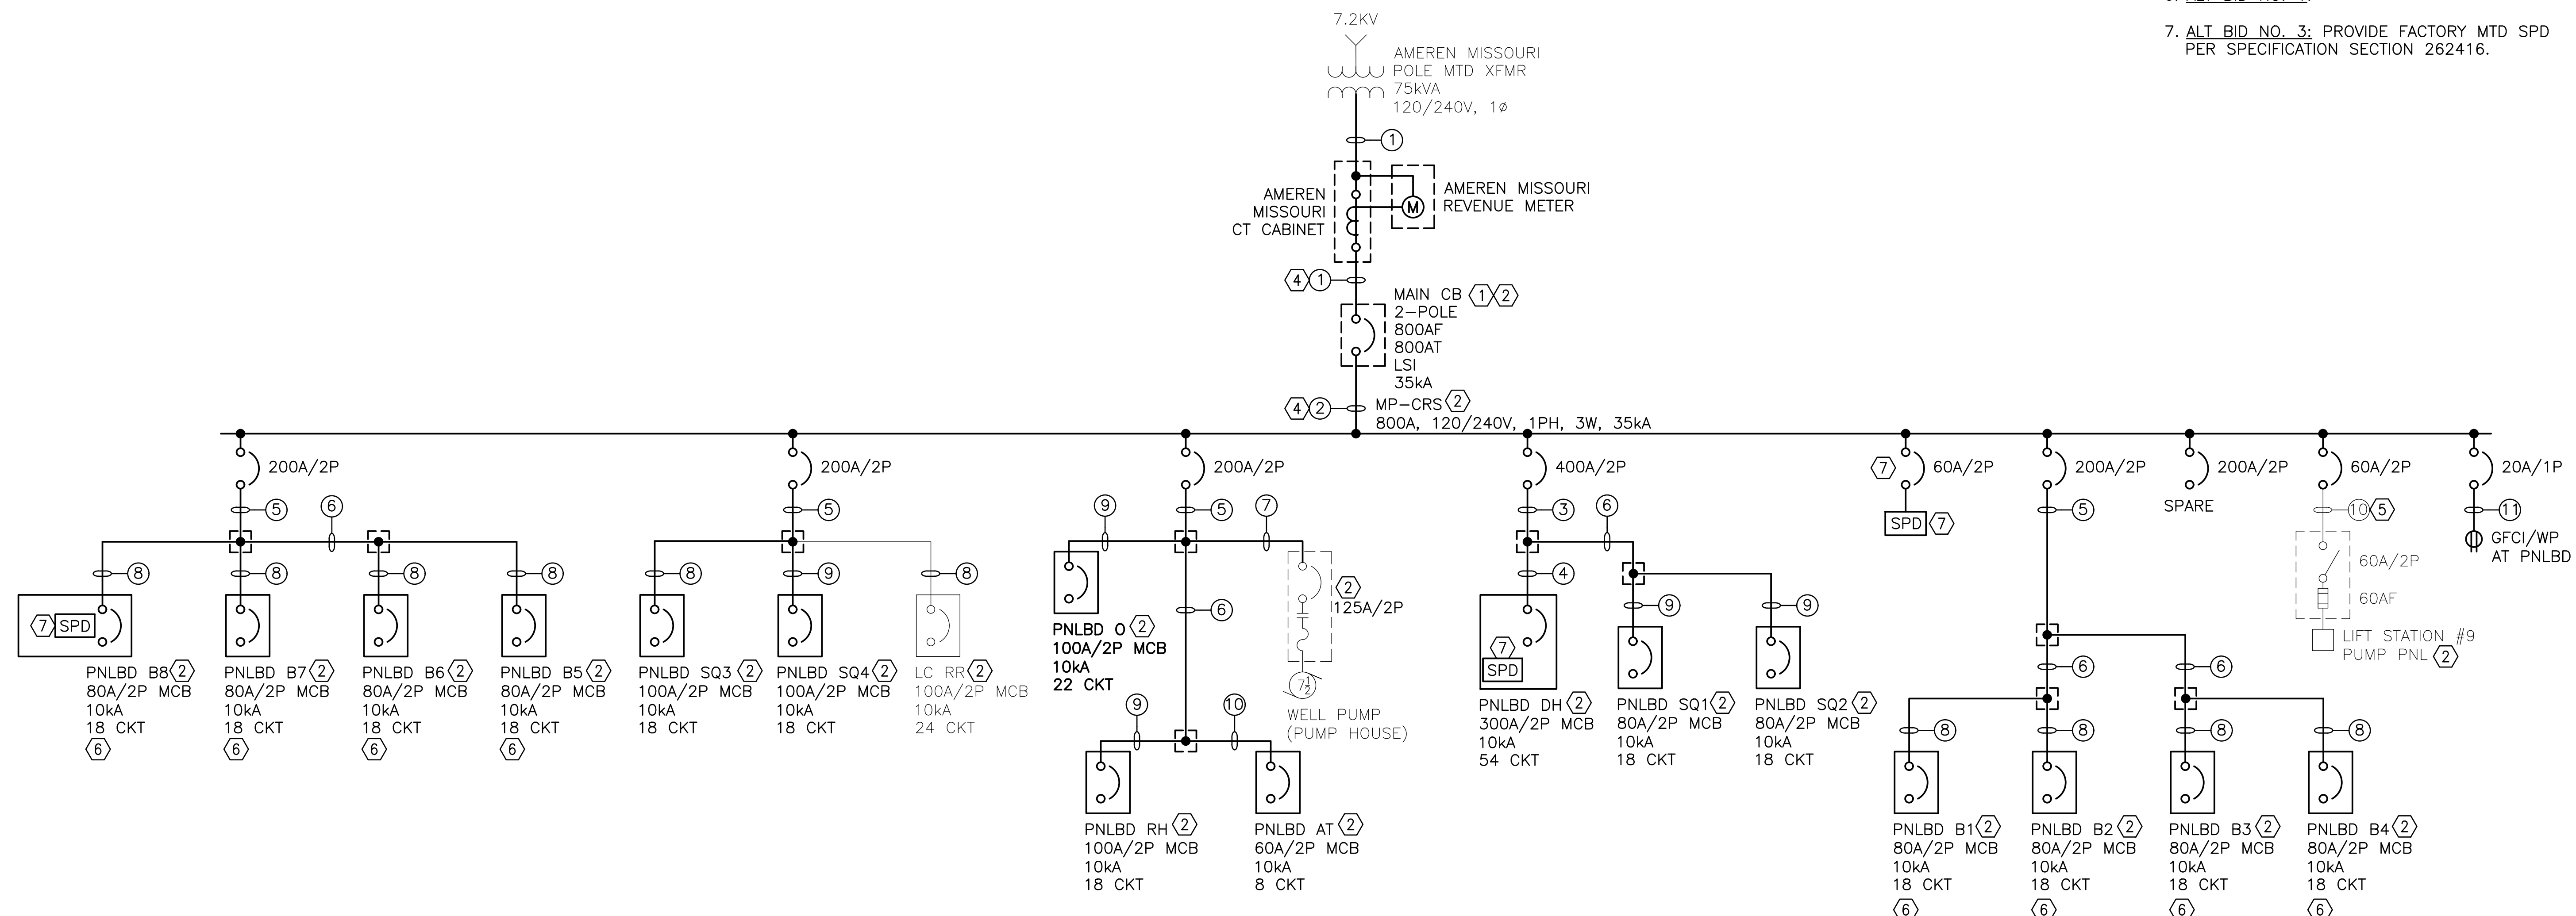 7. ALT BID NO. 3: PROVIDE FACTORY MTD SPD
PER SPECIFICATION SECTION 262416.
7.2KV
AMEREN MISSOURI
POLE MTD XFMR
75kVA
120/240V, 1ø
1
AMEREN
MISSOURI
CT CABINET
M
AMEREN MISSOURI
REVENUE METER
4 1
MAIN CB 1 2
2-POLE
800AF
800AT
LSI
35kA
4 2
MP-CRS 2
800A, 120/240V, 1PH, 3W, 35kA
200A/2P
5
6
8
8
8
8
7 SPD
PNLBD B8 2
80A/2P MCB
10kA
18 CKT
6
PNLBD B7 2
80A/2P MCB
10kA
18 CKT
6
PNLBD B6 2
80A/2P MCB
10kA
18 CKT
6
PNLBD B5 2
80A/2P MCB
10kA
18 CKT
6
200A/2P
5
8
9
8
PNLBD SQ3 2
100A/2P MCB
10kA
18 CKT
PNLBD SQ4 2
100A/2P MCB
10kA
18 CKT
LC RR 2
100A/2P MCB
10kA
24 CKT
200A/2P
9
5
7
PNLBD O 2
100A/2P MCB
10kA
22 CKT
6
2
125A/2P
7½
WELL PUMP
(PUMP HOUSE)
9
10
PNLBD RH 2
100A/2P MCB
10kA
18 CKT
PNLBD AT 2
60A/2P MCB
10kA
8 CKT
400A/2P
3
6
4
9
9
7
SPD
PNLBD DH 2
300A/2P MCB
10kA
54 CKT
PNLBD SQ1 2
80A/2P MCB
10kA
18 CKT
PNLBD SQ2 2
80A/2P MCB
10kA
18 CKT
7 60A/2P
SPD 7
200A/2P
5
6
6
8
8
8
8
PNLBD B1 2
80A/2P MCB
10kA
18 CKT
6
PNLBD B2 2
80A/2P MCB
10kA
18 CKT
6
PNLBD B3 2
80A/2P MCB
10kA
18 CKT
6
PNLBD B4 2
80A/2P MCB
10kA
18 CKT
6
200A/2P
SPARE
60A/2P
10 5
60A/2P
60AF
LIFT STATION #9
PUMP PNL 2
20A/1P
11
GFCI/WP
AT PNLBD